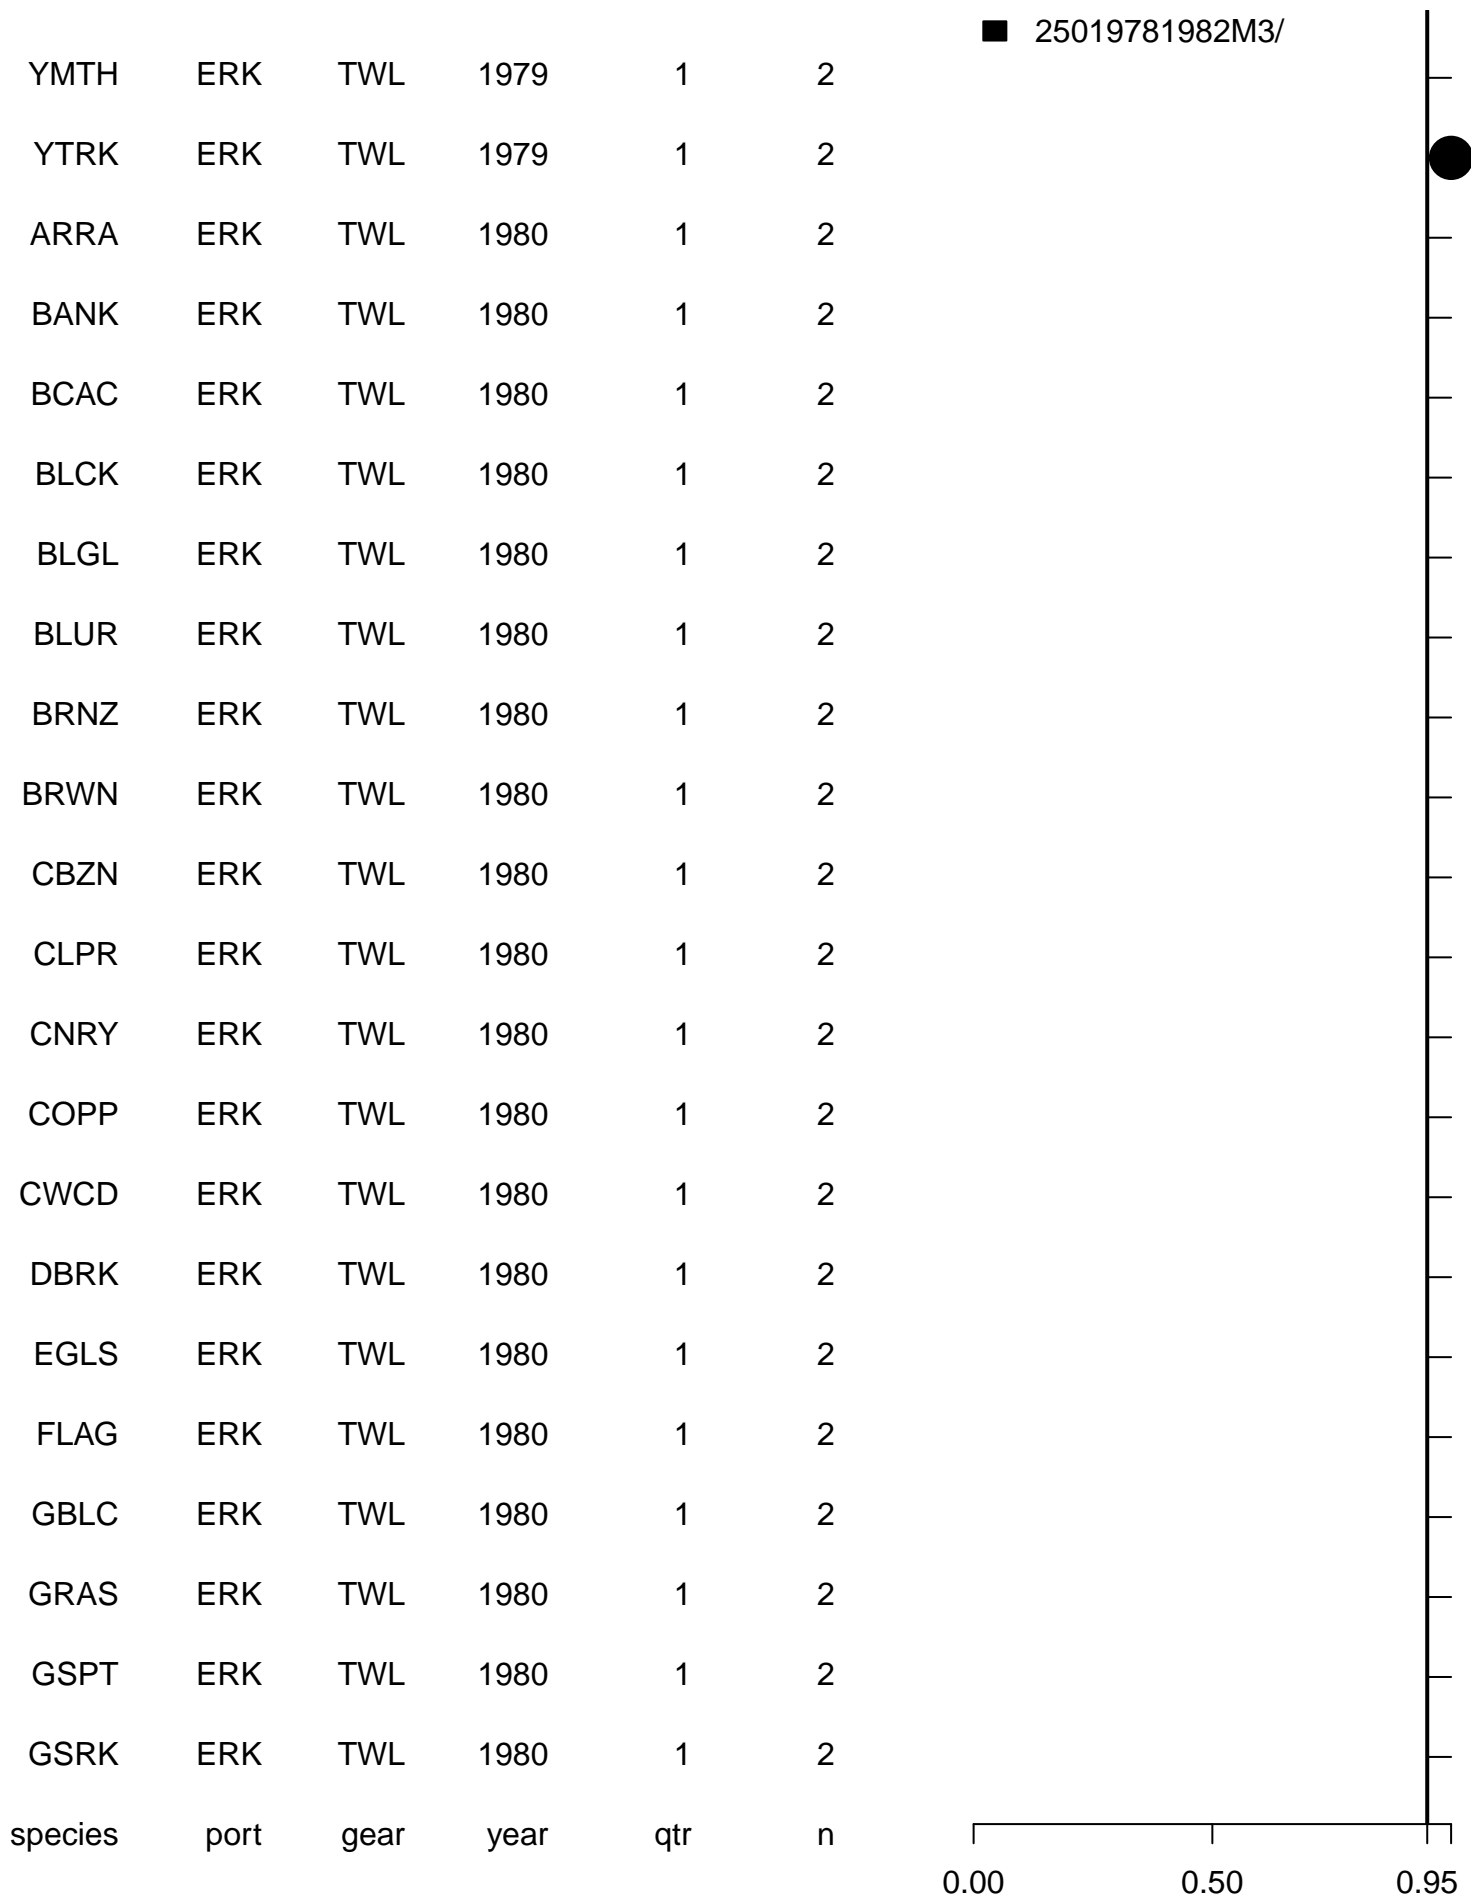 25019781982M3/
YMTH ERK TWL 1979 1 2
YTRK ERK TWL 1979 1 2
ARRA ERK TWL 1980 1 2
BANK ERK TWL 1980 1 2
BCAC ERK TWL 1980 1 2
BLCK ERK TWL 1980 1 2
BLGL ERK TWL 1980 1 2
BLUR ERK TWL 1980 1 2
BRNZ ERK TWL 1980 1 2
BRWN ERK TWL 1980 1 2
CBZN ERK TWL 1980 1 2
CLPR ERK TWL 1980 1 2
CNRY ERK TWL 1980 1 2
COPP ERK TWL 1980 1 2
CWCD ERK TWL 1980 1 2
DBRK ERK TWL 1980 1 2
EGLS ERK TWL 1980 1 2
FLAG ERK TWL 1980 1 2
GBLC ERK TWL 1980 1 2
GRAS ERK TWL 1980 1 2
GSPT ERK TWL 1980 1 2
GSRK ERK TWL 1980 1 2
species port gear year qtr n
0.00 0.50 0.95